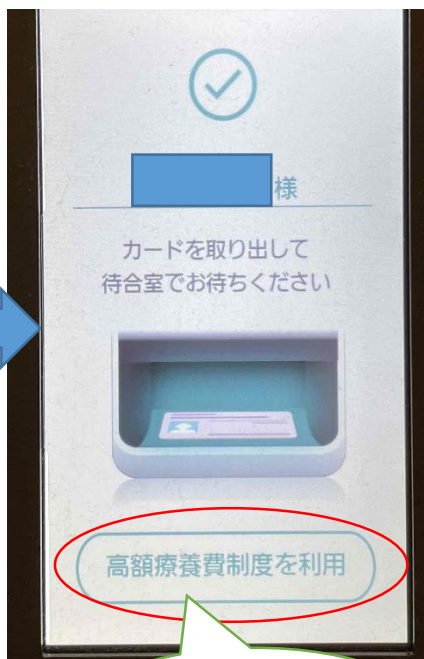 様
カードを取り出して
待合室でお待ちください
高額療養費制度を利用